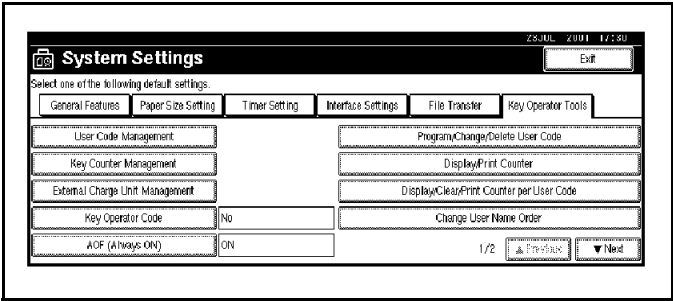 28JUL 2001 17:30
System Settings
Exit
Select one of the following default settings.
General Features Paper Size Setting Timer Setting Interface Settings File Transfer Key Operator Tools
User Code Management Program/Change/Delete User Code
Key Counter Management Display/Print Counter
External Charge Unit Management Display/Clear/Print Counter per User Code
Key Operator Code No Change User Name Order
AOF (Always ON) ON 1/2 ▲ Previous ▼ Next